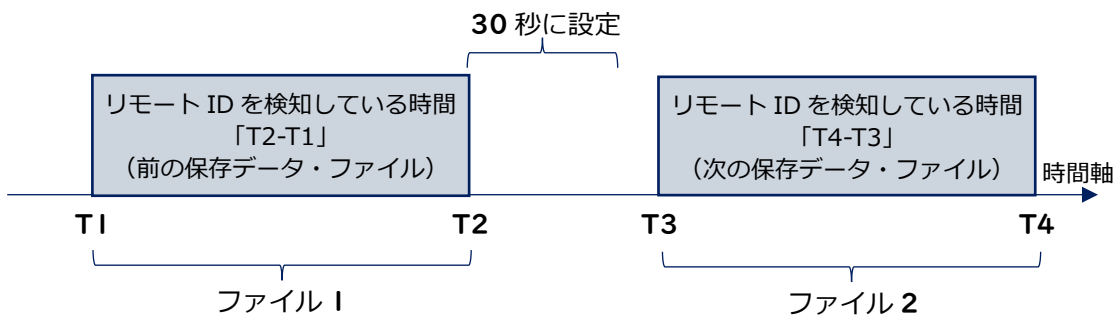 30 秒に設定
リモート ID を検知している時間
「T2-T1」
（前の保存データ・ファイル）
リモート ID を検知している時間
「T4-T3」
（次の保存データ・ファイル）
時間軸
T1
T2
T3
T4
ファイル 1
ファイル 2